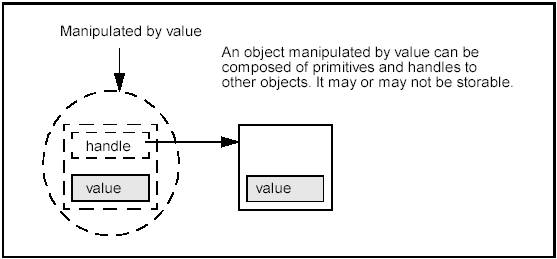 Manipulated by value
An object manipulated by value can be
composed of primitives and handles to
other objects. It may or may not be storable.
handle
value
value